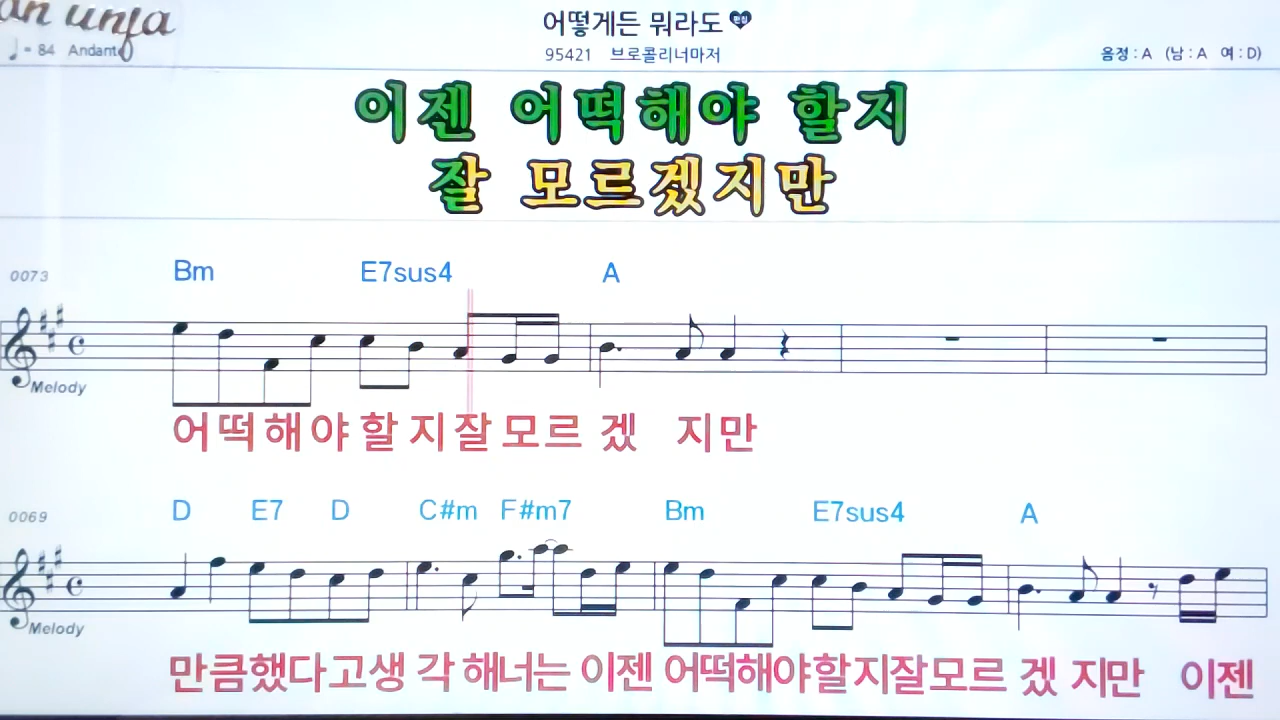 어떻게든 뭐라도
♩= 84 Andante
95421 브로콜리너마저
음정 : A (남 : A 여 : D)
이젠 어떡해야 할지
잘 모르겠지만
0073 Bm E7sus4 A
Melody
어떡해야할지잘모르겠 지만
0069 D E7 D C#m F#m7 Bm E7sus4 A
Melody
만큼했다고생각해너는 이젠 어떡해야할지잘모르 겠 지만 이젠